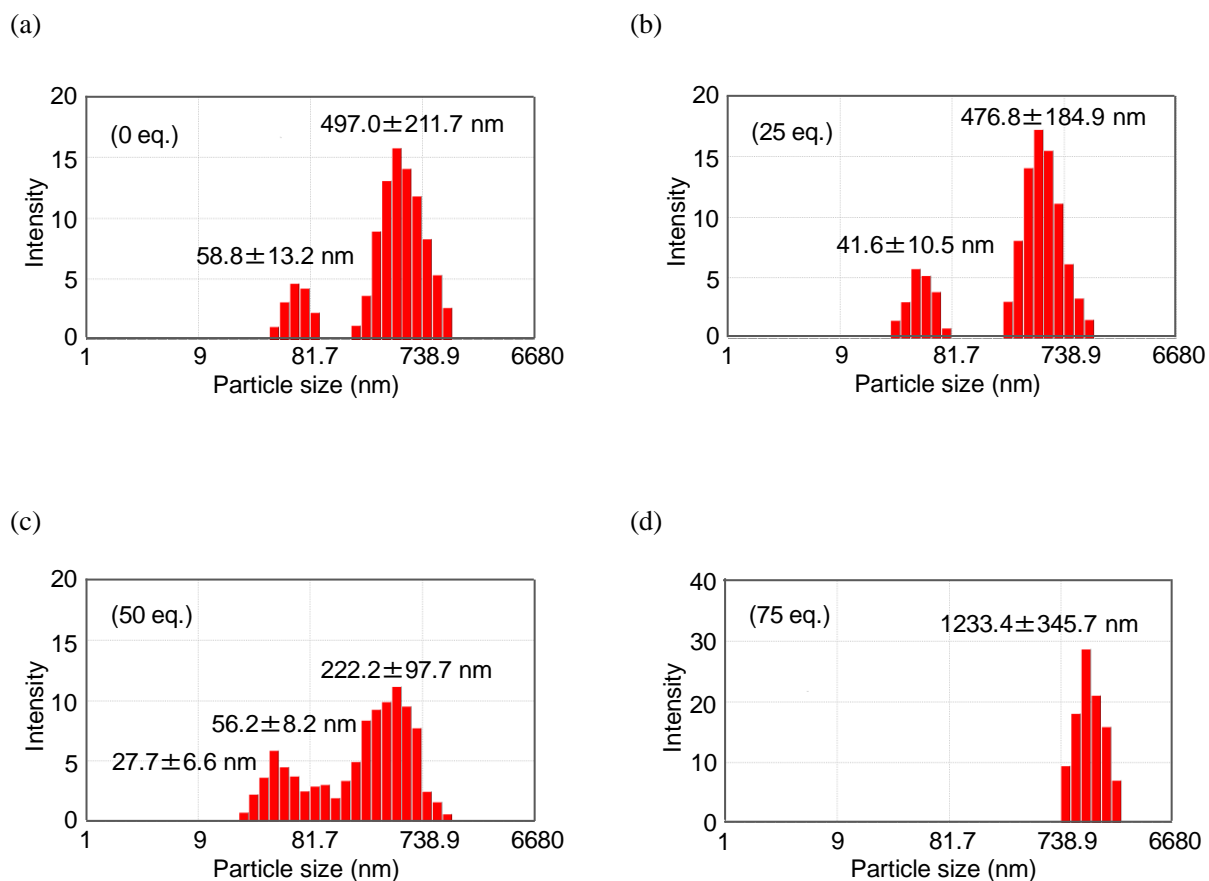 (a)
20
15
10
5
0
Intensity
(0 eq.)
497.0±211.7 nm
58.8±13.2 nm
1 9 81.7 738.9 6680
Particle size (nm)
(b)
20
15
10
5
0
Intensity
(25 eq.)
476.8±184.9 nm
41.6±10.5 nm
1 9 81.7 738.9 6680
Particle size (nm)
(c)
20
15
10
5
0
Intensity
(50 eq.)
222.2±97.7 nm
56.2±8.2 nm
27.7±6.6 nm
1 9 81.7 738.9 6680
Particle size (nm)
(d)
40
30
20
10
0
Intensity
(75 eq.)
1233.4±345.7 nm
1 9 81.7 738.9 6680
Particle size (nm)